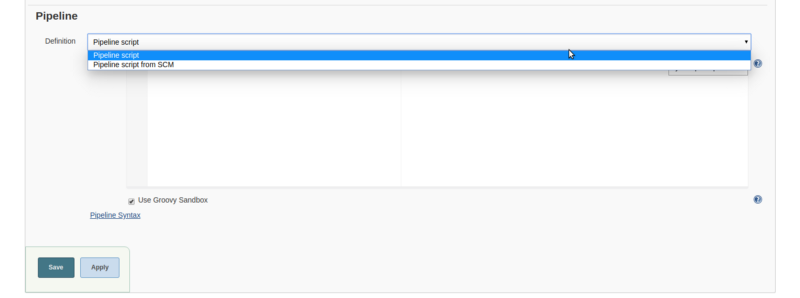 Pipeline
Definition
Pipeline script
Pipeline script
Pipeline script from SCM
Use Groovy Sandbox
Pipeline Syntax
Save
Apply